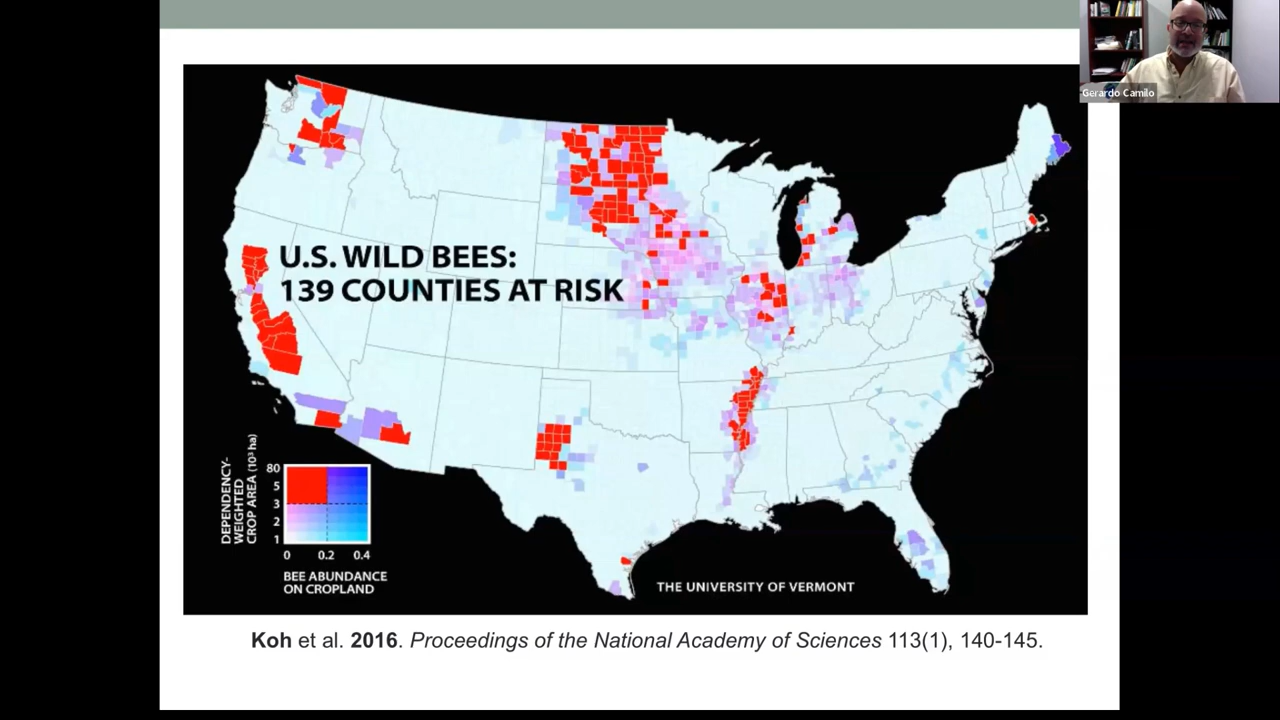 Gerardo Camilo
U.S. WILD BEES:
139 COUNTIES AT RISK
DEPENDENCY-
WEIGHTED
CROP AREA (10³ ha)
80
5
3
2
1
0 0.2 0.4
BEE ABUNDANCE
ON CROPLAND
THE UNIVERSITY OF VERMONT
Koh et al. 2016. Proceedings of the National Academy of Sciences 113(1), 140-145.